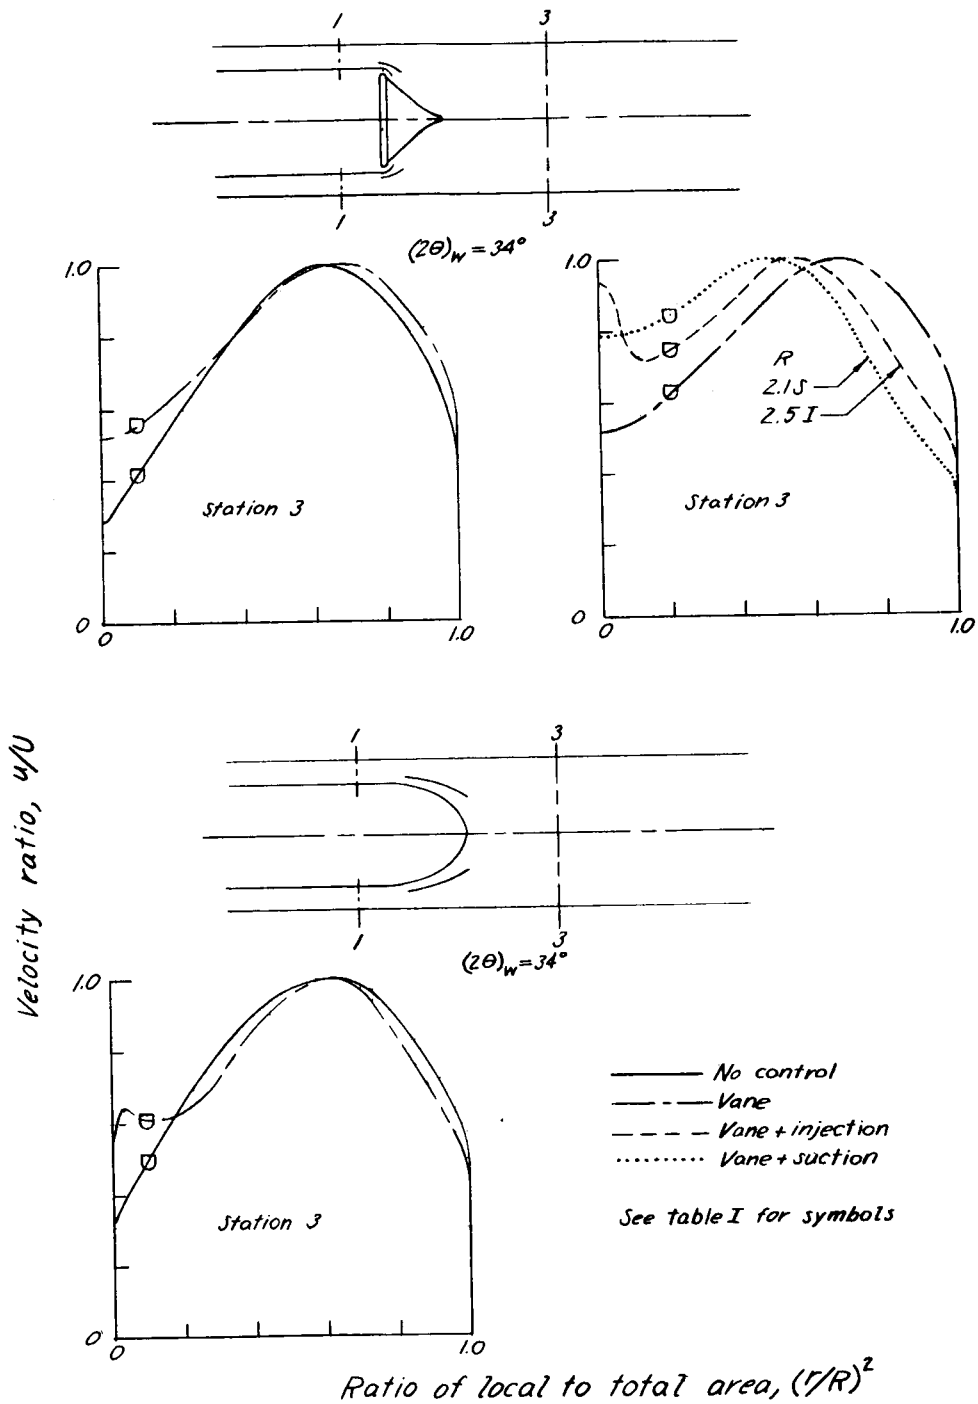 1 3
1 3
(2θ)w = 34°
1.0
0
0 1.0
Station 3
1.0
R
2.1S
2.5 I
Station 3
0
0 1.0
1 3
1 3
(2θ)w = 34°
Velocity ratio, u/U
1.0
Station 3
0
0 1.0
No control
Vane
Vane + injection
Vane + suction
See table I for symbols
Ratio of local to total area, (r/R)²